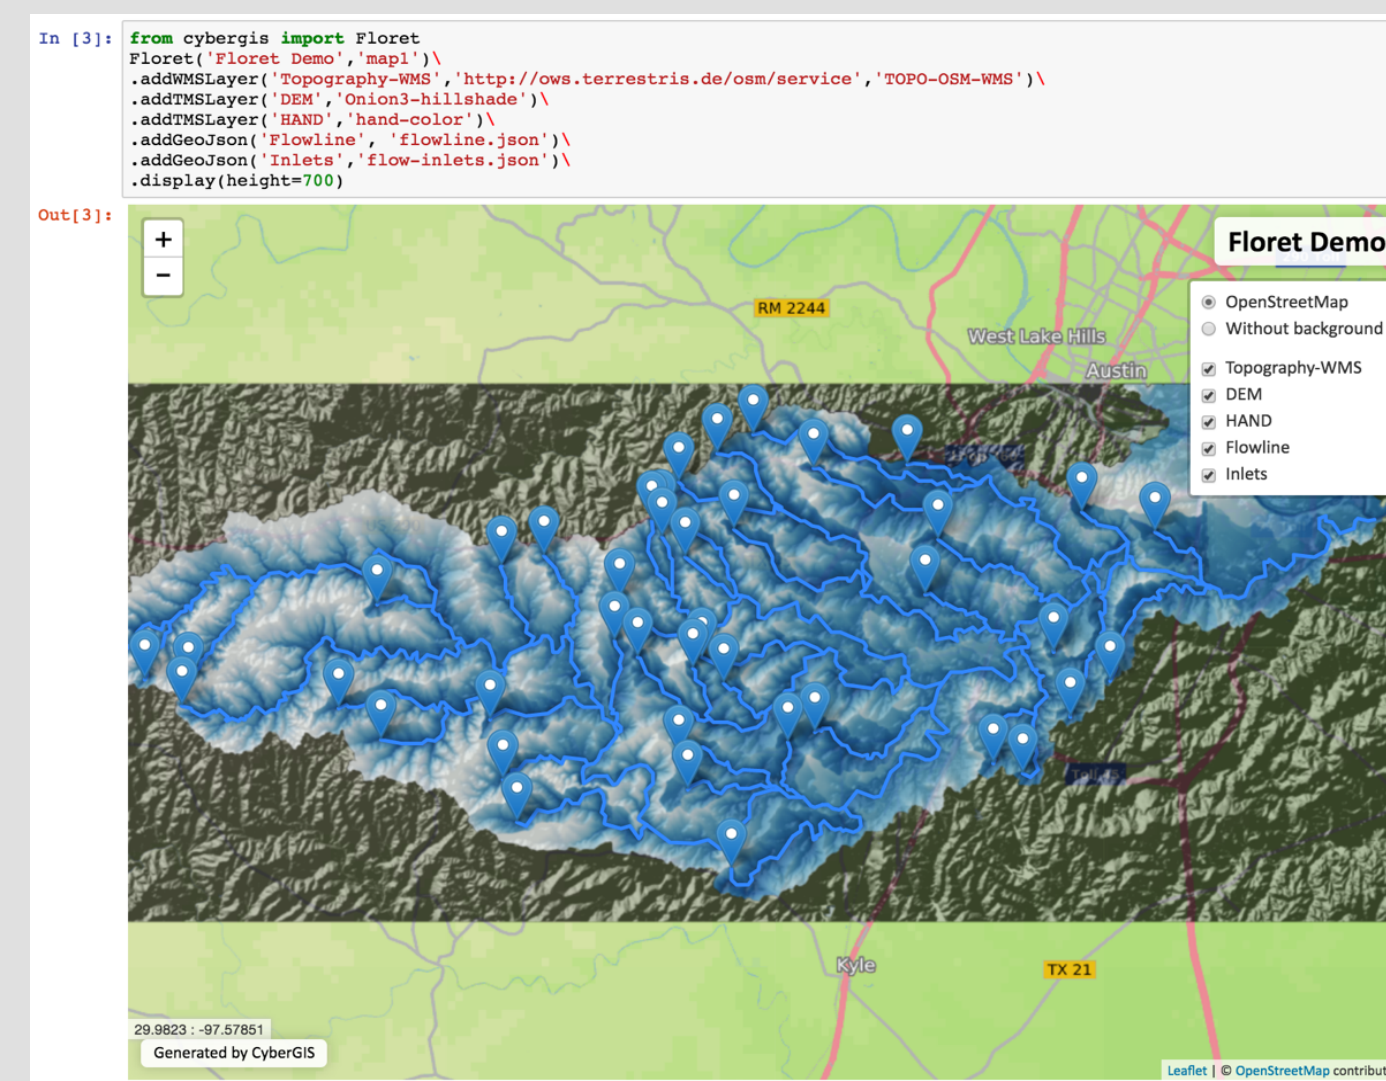 In [3]:
from cybergis import Floret
Floret('Floret Demo','map1')\
.addWMSLayer('Topography-WMS','http://ows.terrestris.de/osm/service','TOPO-OSM-WMS')\
.addTMSLayer('DEM','Onion3-hillshade')\
.addTMSLayer('HAND','hand-color')\
.addGeoJson('Flowline', 'flowline.json')\
.addGeoJson('Inlets','flow-inlets.json')\
.display(height=700)
Out[3]:
+
−
Floret Demo
RM 2244
West Lake Hills
Austin
OpenStreetMap
Without background
Topography-WMS
DEM
HAND
Flowline
Inlets
Kyle
TX 21
29.9823 : -97.57851
Generated by CyberGIS
Leaflet | © OpenStreetMap contribut